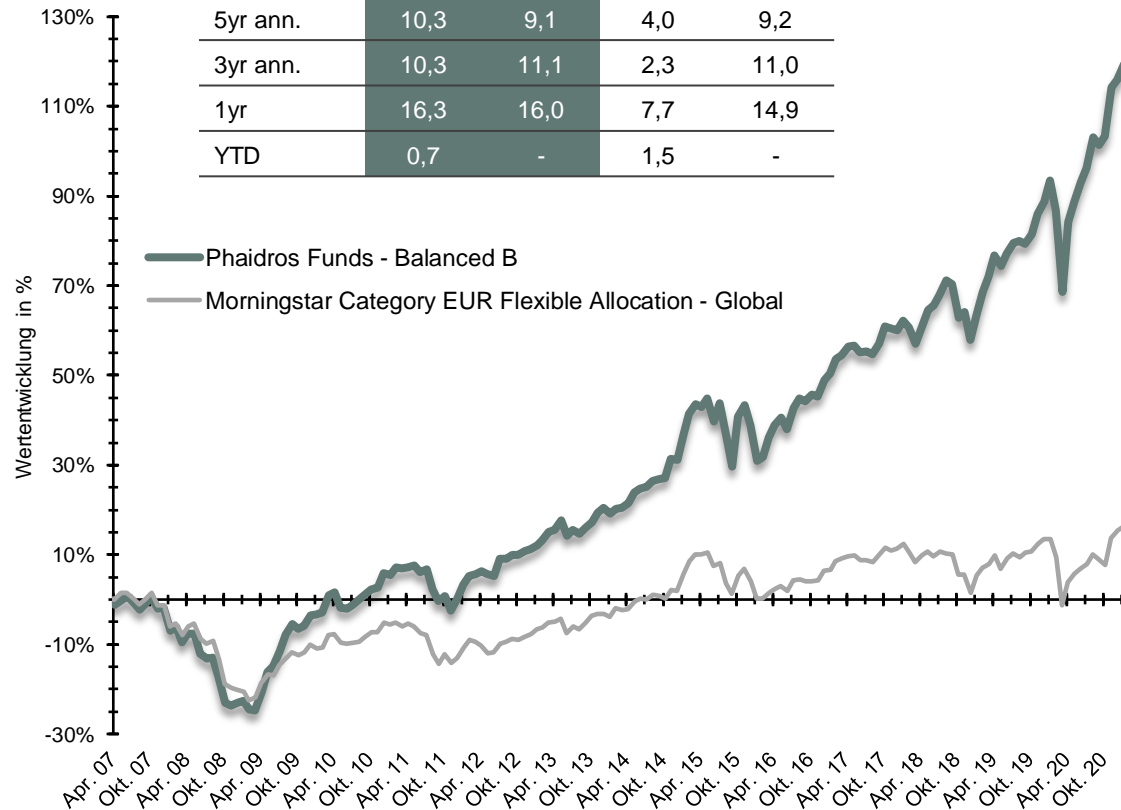 130%
110%
90%
70%
50%
30%
10%
-10%
-30%
Wertentwicklung in %
5yr ann. 10,3 9,1 4,0 9,2
3yr ann. 10,3 11,1 2,3 11,0
1yr 16,3 16,0 7,7 14,9
YTD 0,7 - 1,5 -
Phaidros Funds - Balanced B
Morningstar Category EUR Flexible Allocation - Global
Apr. 07
Okt. 07
Apr. 08
Okt. 08
Apr. 09
Okt. 09
Apr. 10
Okt. 10
Apr. 11
Okt. 11
Apr. 12
Okt. 12
Apr. 13
Okt. 13
Apr. 14
Okt. 14
Apr. 15
Okt. 15
Apr. 16
Okt. 16
Apr. 17
Okt. 17
Apr. 18
Okt. 18
Apr. 19
Okt. 19
Apr. 20
Okt. 20